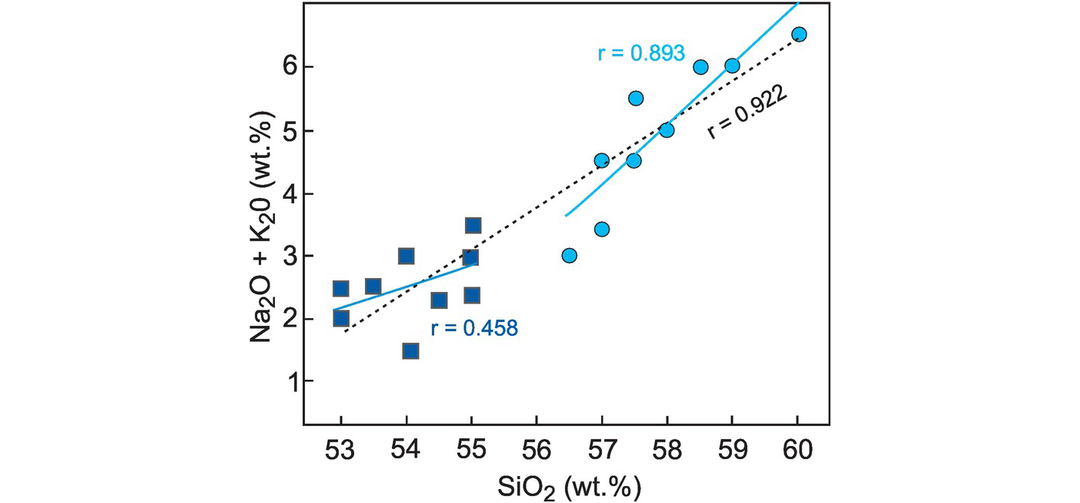 r = 0.893
r = 0.922
r = 0.458
6
5
4
3
2
1
Na₂O + K₂0 (wt.%)
53 54 55 56 57 58 59 60
SiO₂ (wt.%)